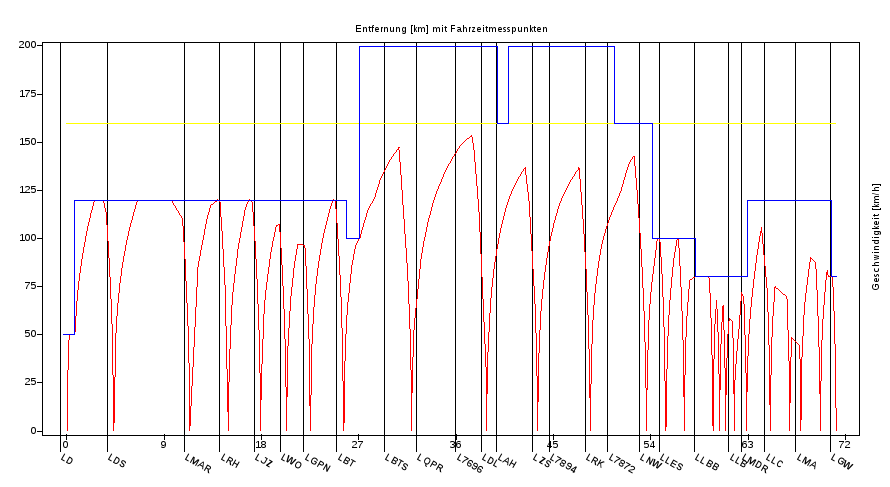 Entfernung [km] mit Fahrzeitmesspunkten
200
175
150
125
100
75
50
25
0
Geschwindigkeit [km/h]
0 9 18 27 36 45 54 63 72
LD LDS LMAR LRH LJZ LWO LGPN LBT LBTS LQPR L7696 LDL LAH LZS L7894 LRK L7872 LNW LLES LLBB LLB LMDR LLC LMA LGW